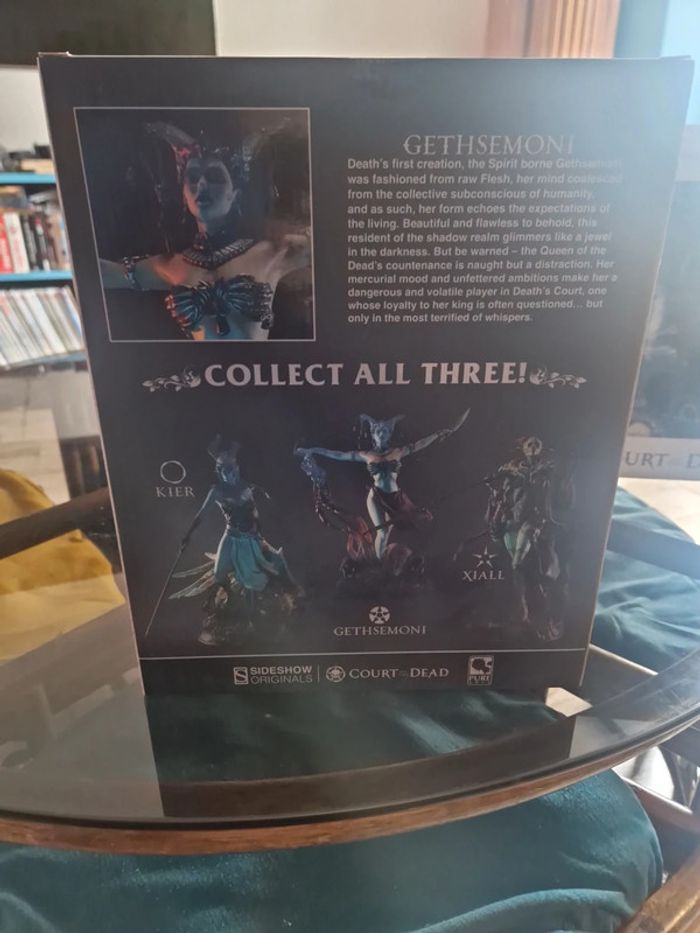 GETHSEMONI
Death's first creation, the Spirit borne Gethsemoni
was fashioned from raw Flesh, her mind coalesced
from the collective subconscious of humanity,
and as such, her form echoes the expectations of
the living. Beautiful and flawless to behold, this
resident of the shadow realm glimmers like a jewel
in the darkness. But be warned – the Queen of the
Dead's countenance is naught but a distraction. Her
mercurial mood and unfettered ambitions make her a
dangerous and volatile player in Death's Court, one
whose loyalty to her king is often questioned... but
only in the most terrified of whispers.
COLLECT ALL THREE!
KIER
XIALL
GETHSEMONI
SIDESHOW
ORIGINALS
COURT OF THE DEAD
PURE
URT